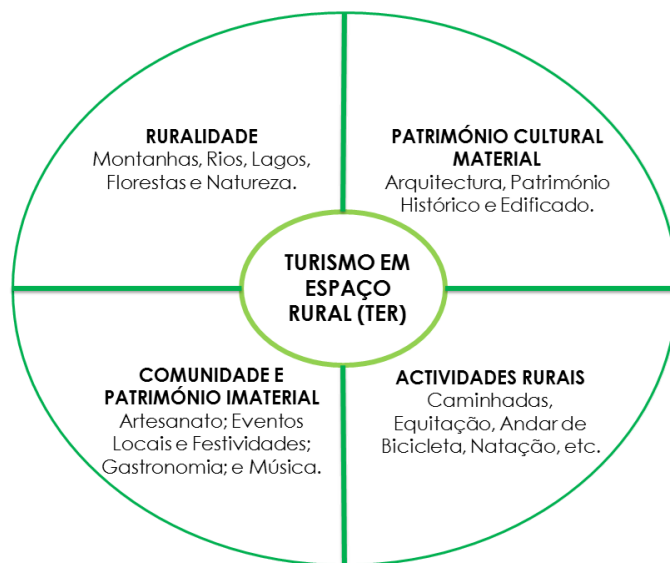 RURALIDADE
Montanhas, Rios, Lagos,
Florestas e Natureza.
PATRIMÓNIO CULTURAL
MATERIAL
Arquitectura, Património
Histórico e Edificado.
TURISMO EM
ESPAÇO
RURAL (TER)
COMUNIDADE E
PATRIMÓNIO IMATERIAL
Artesanato; Eventos
Locais e Festividades;
Gastronomia; e Música.
ACTIVIDADES RURAIS
Caminhadas,
Equitação, Andar de
Bicicleta, Natação, etc.